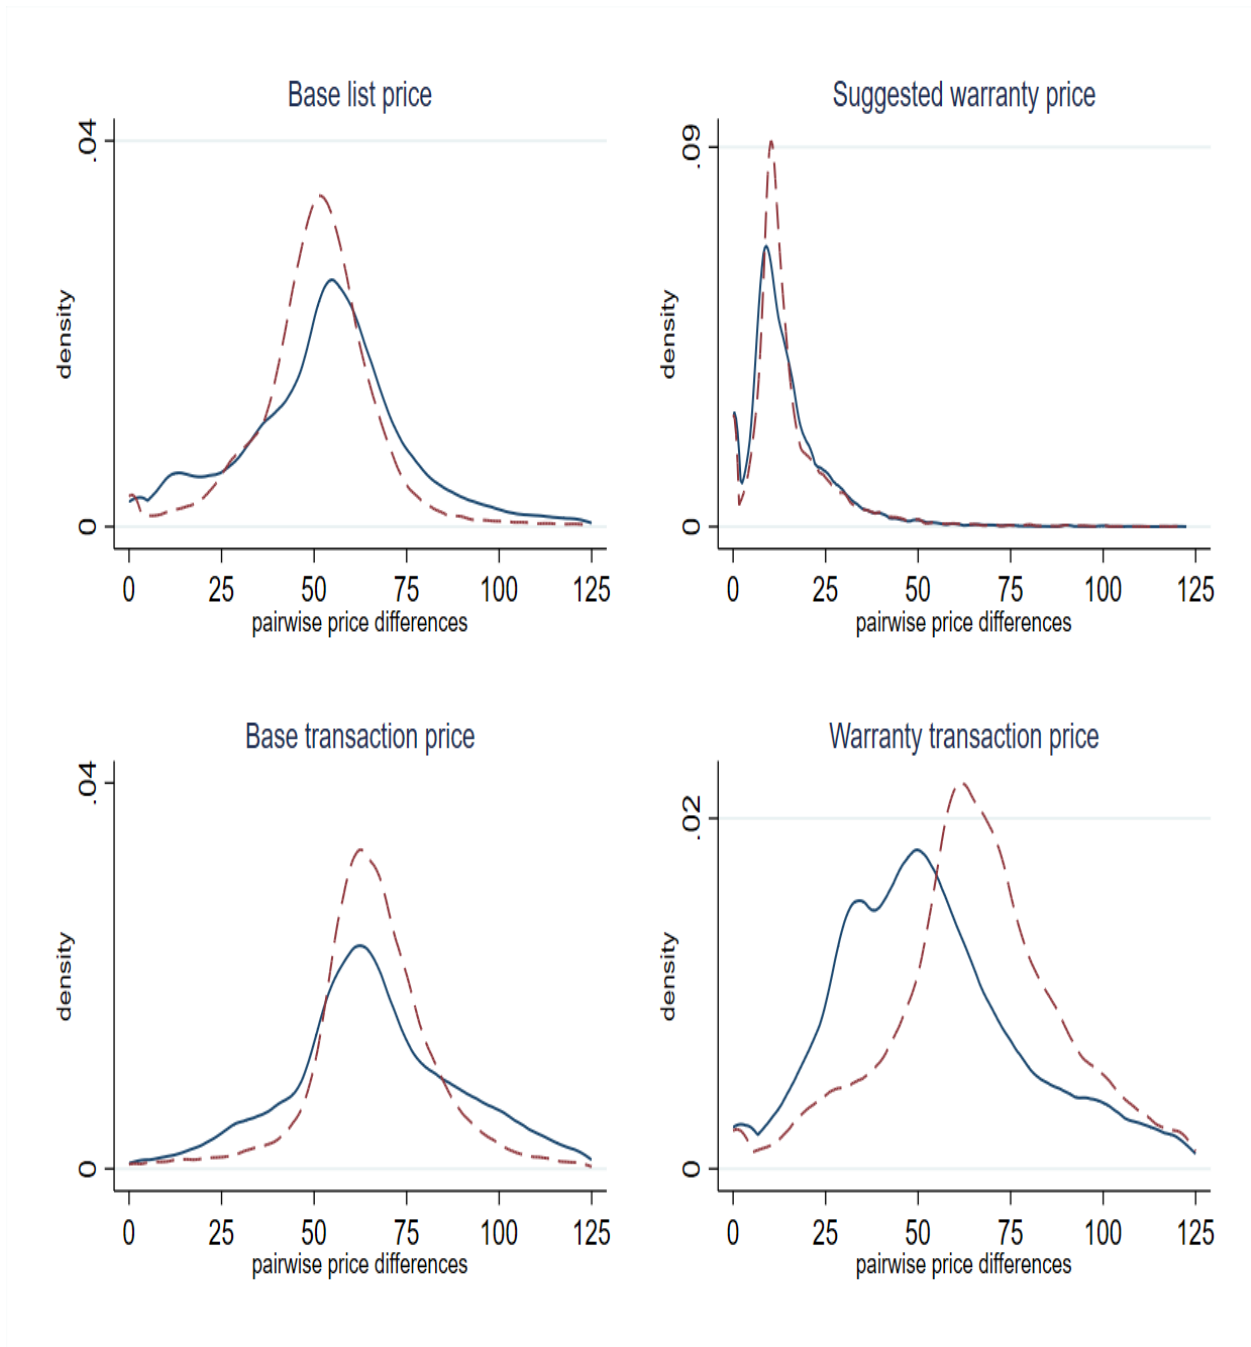 Base list price
.04
0
density
0 25 50 75 100 125
pairwise price differences
Suggested warranty price
.09
0
density
0 25 50 75 100 125
pairwise price differences
Base transaction price
.04
0
density
0 25 50 75 100 125
pairwise price differences
Warranty transaction price
.02
0
density
0 25 50 75 100 125
pairwise price differences